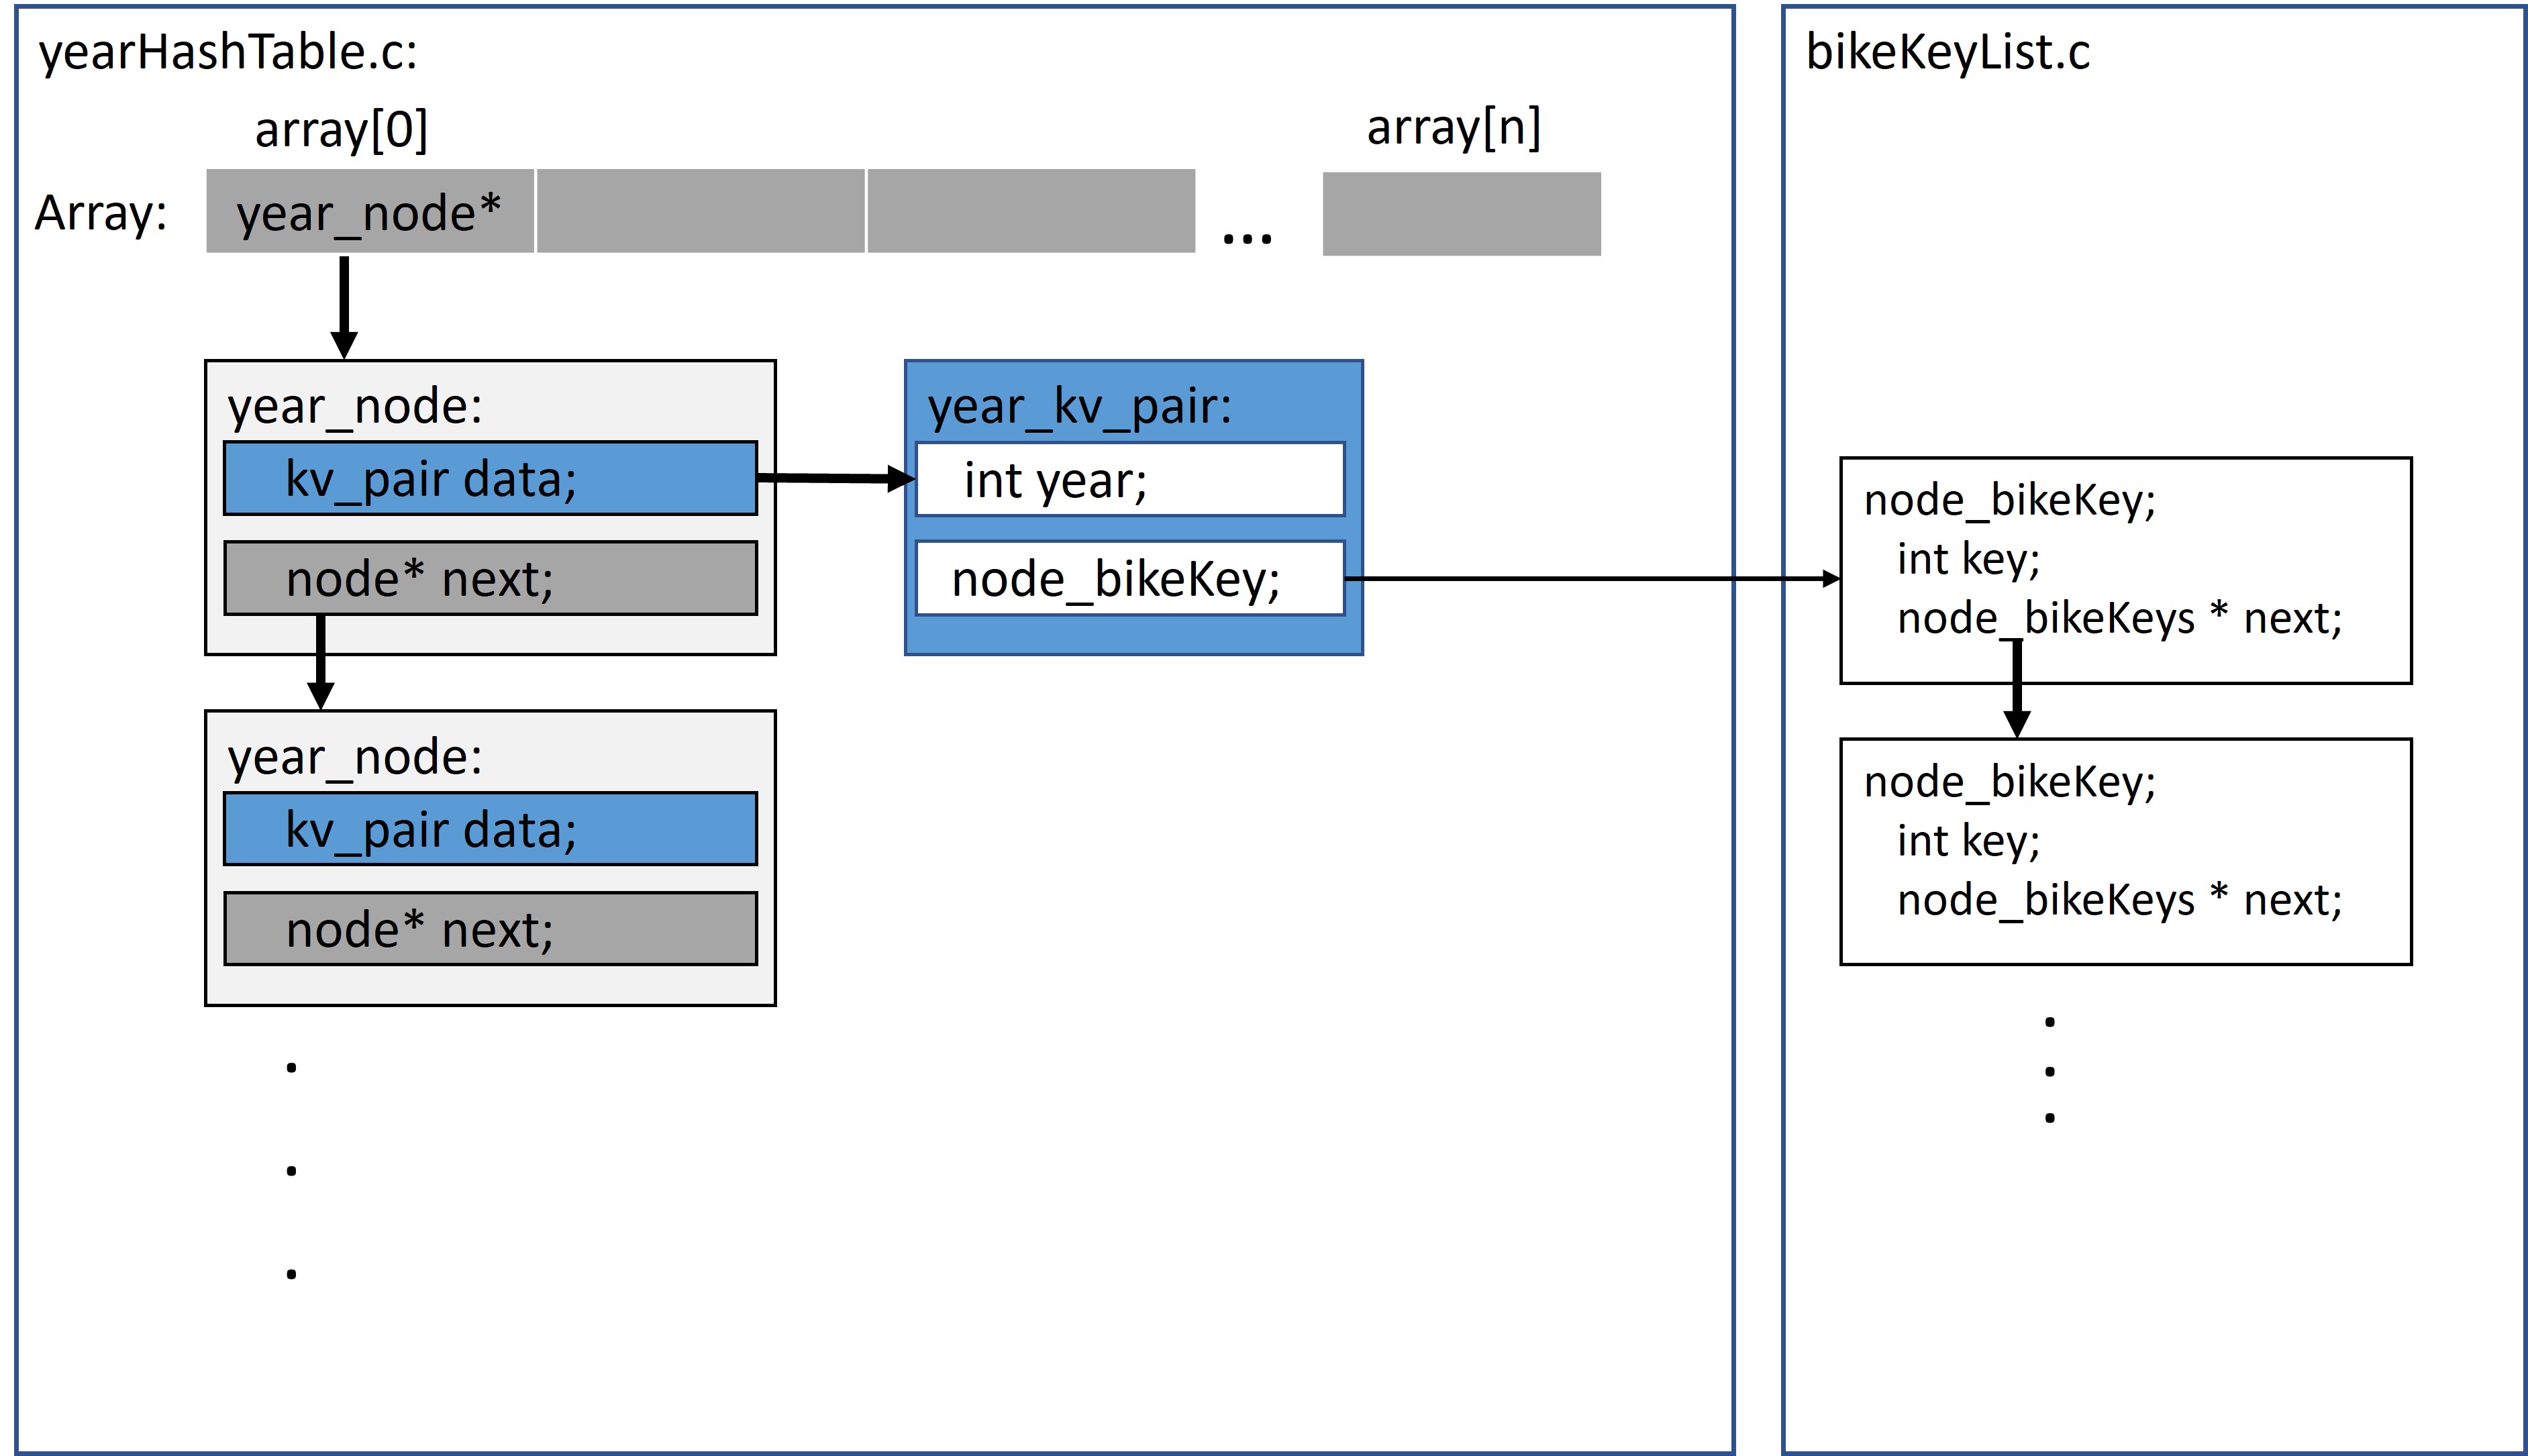 yearHashTable.c:
array[0]
array[n]
Array:
year_node*
...
year_node:
kv_pair data;
node* next;
year_kv_pair:
int year;
node_bikeKey;
year_node:
kv_pair data;
node* next;
.
.
.
bikeKeyList.c
node_bikeKey;
int key;
node_bikeKeys * next;
node_bikeKey;
int key;
node_bikeKeys * next;
.
.
.